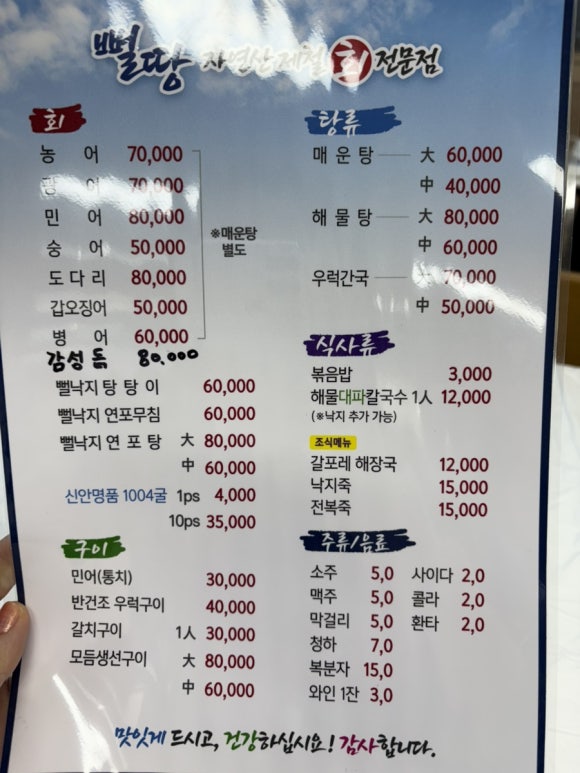 뻘땅 자연산 제철 회 전문점
회
농어 70,000
어 70,000
민어 80,000
숭어 50,000
도다리 80,000
갑오징어 50,000
병어 60,000
※매운탕
별도
감성돔 80.000
뻘낙지 탕탕이 60,000
뻘낙지 연포무침 60,000
뻘낙지 연포탕 大 80,000
中 60,000
신안명품 1004굴 1ps 4,000
10ps 35,000
구이
민어(통치) 30,000
반건조 우럭구이 40,000
갈치구이 1人 30,000
모듬생선구이 大 80,000
中 60,000
탕류
매운탕 大 60,000
中 40,000
해물탕 大 80,000
中 60,000
우럭간국 大 70,000
中 50,000
식사류
볶음밥 3,000
해물대파칼국수 1人 12,000
(※낙지 추가 가능)
조식메뉴
갈포레 해장국 12,000
낙지죽 15,000
전복죽 15,000
주류/음료
소주 5,0 사이다 2,0
맥주 5,0 콜라 2,0
막걸리 5,0 환타 2,0
청하 7,0
복분자 15,0
와인 1잔 3,0
맛있게 드시고, 건강하십시요! 감사합니다.